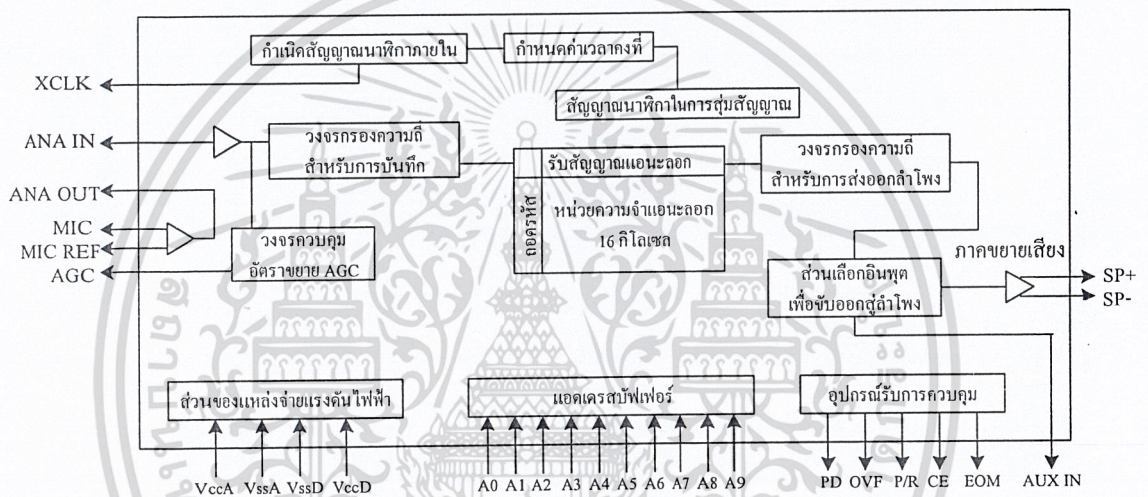 กำเนิดสัญญาณนาฬิกาภายใน
กำหนดค่าเวลาคงที่
XCLK
สัญญาณนาฬิกาในการสุ่มสัญญาณ
ANA IN
วงจรกรองความถี่
สำหรับการบันทึก
รับสัญญาณแอนะลอก
วงจรกรองความถี่
สำหรับการส่งออกลำโพง
ANA OUT
ถอดรหัส
หน่วยความจำแอนะลอก
16 กิโลเซล
MIC
MIC REF
AGC
วงจรควบคุม
อัตราขยาย AGC
ส่วนเลือกอินพุต
เพื่อขับออกสู่ลำโพง
ภาคขยายเสียง
SP+
SP-
ส่วนของแหล่งจ่ายแรงดันไฟฟ้า
แอดเดรสบัฟเฟอร์
อุปกรณ์รับการควบคุม
VccA VssA VssD VccD
A0 A1 A2 A3 A4 A5 A6 A7 A8 A9
PD OVF P/R CE EOM
AUX IN